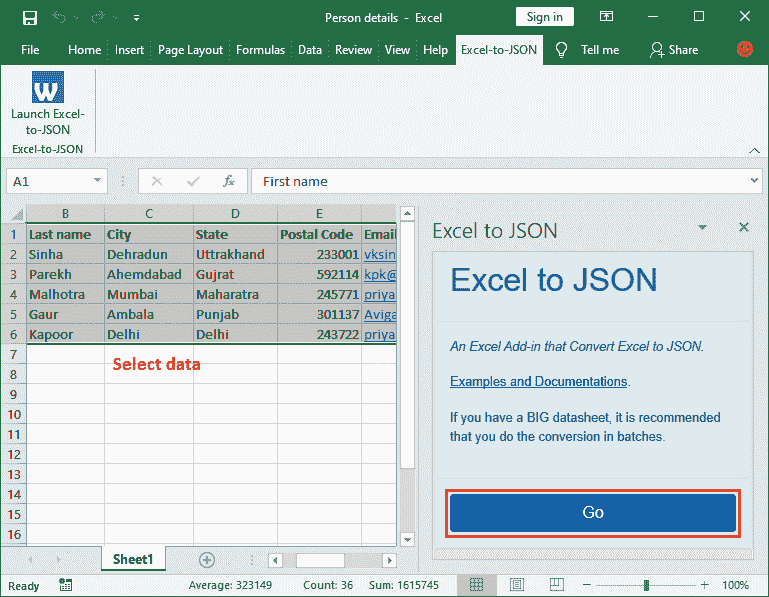 Person details - Excel
Sign in
File Home Insert Page Layout Formulas Data Review View Help Excel-to-JSON Tell me Share
W
Launch Excel-
to-JSON
Excel-to-JSON
A1 fx First name
B C D E
1 Last name City State Postal Code Email
2 Sinha Dehradun Uttrakhand 233001 vksin
3 Parekh Ahemdabad Gujrat 592114 kpk@
4 Malhotra Mumbai Maharatra 245771 priya
5 Gaur Ambala Punjab 301137 Aviga
6 Kapoor Delhi Delhi 243722 priya
7
8
9
10
11
12
13
14
15
16
Select data
Excel to JSON
Excel to JSON
An Excel Add-in that Convert Excel to JSON.
Examples and Documentations.
If you have a BIG datasheet, it is recommended
that you do the conversion in batches.
Go
Sheet1
Ready Average: 323149 Count: 36 Sum: 1615745 100%